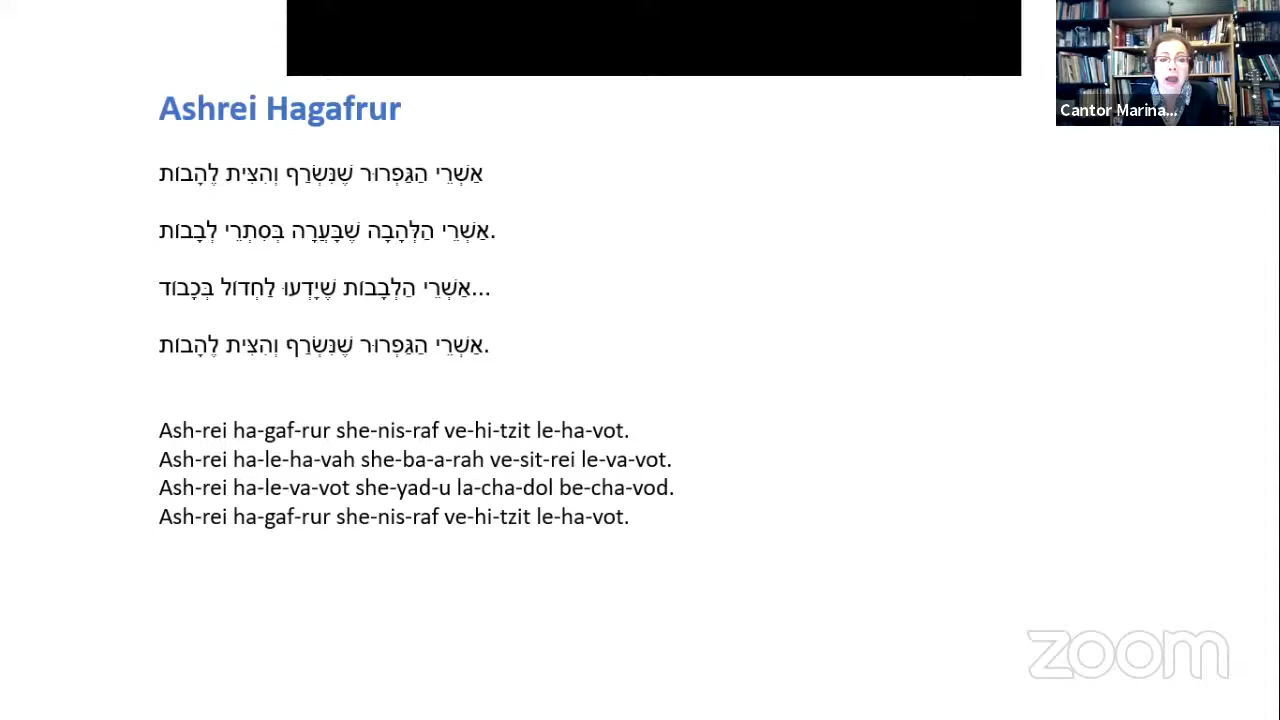 Cantor Marina...
Ashrei Hagafrur
אַשְׁרֵי הַגַּפְרוּר שֶׁנִּשְׂרַף וְהִצִּית לֶהָבוֹת
אַשְׁרֵי הַלְּהָבָה שֶׁבָּעֲרָה בְּסִתְרֵי לְבָבוֹת.
אַשְׁרֵי הַלְבָבוֹת שֶׁיָדְעוּ לַחְדוֹל בְּכָבוֹד...
אַשְׁרֵי הַגַּפְרוּר שֶׁנִּשְׂרַף וְהִצִּית לֶהָבוֹת.
Ash-rei ha-gaf-rur she-nis-raf ve-hi-tzit le-ha-vot.
Ash-rei ha-le-ha-vah she-ba-a-rah ve-sit-rei le-va-vot.
Ash-rei ha-le-va-vot she-yad-u la-cha-dol be-cha-vod.
Ash-rei ha-gaf-rur she-nis-raf ve-hi-tzit le-ha-vot.
zoom